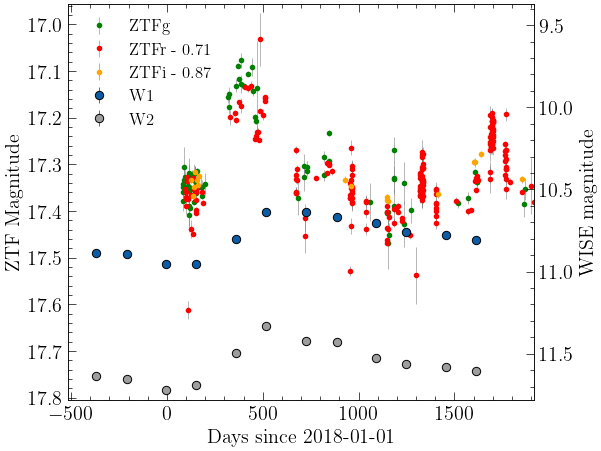 ZTFg
ZTFr - 0.71
ZTFi - 0.87
W1
W2
17.0
17.1
17.2
17.3
17.4
17.5
17.6
17.7
17.8
ZTF Magnitude
9.5
10.0
10.5
11.0
11.5
WISE magnitude
−500 0 500 1000 1500
Days since 2018-01-01